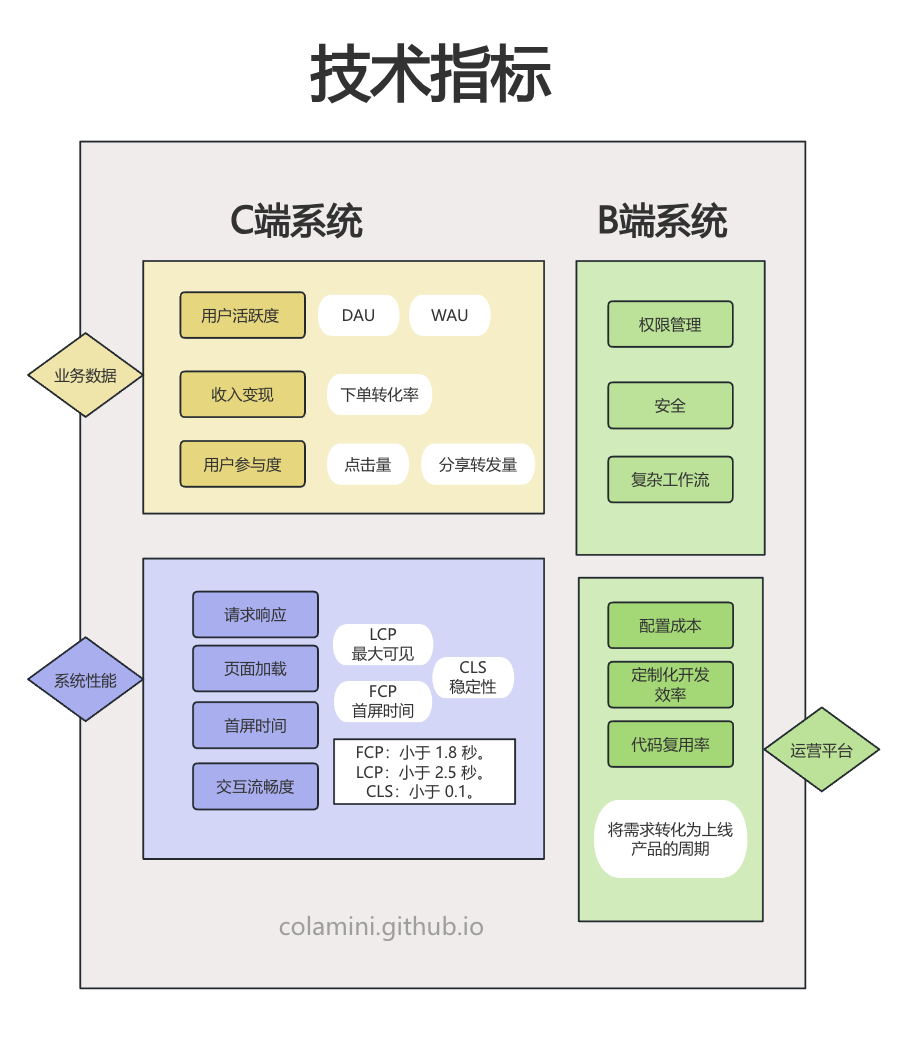 技术指标
C端系统
B端系统
业务数据
用户活跃度
DAU
WAU
收入变现
下单转化率
用户参与度
点击量
分享转发量
权限管理
安全
复杂工作流
系统性能
请求响应
页面加载
首屏时间
交互流畅度
LCP
最大可见
CLS
稳定性
FCP
首屏时间
FCP：小于 1.8 秒。
LCP：小于 2.5 秒。
CLS：小于 0.1。
配置成本
定制化开发
效率
代码复用率
运营平台
将需求转化为上线
产品的周期
colamini.github.io